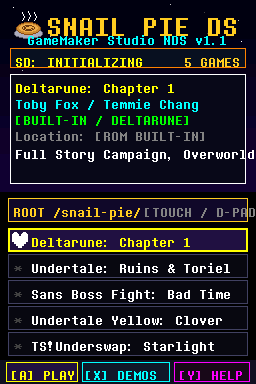 SNAIL PIE DS
GameMaker Studio NDS v1.1
SD: INITIALIZING 5 GAMES
Deltarune: Chapter 1
Toby Fox / Temmie Chang
[BUILT-IN / DELTARUNE]
Location: [ROM BUILT-IN]
Full Story Campaign, Overworld
ROOT /snail-pie/[TOUCH / D-PAD
Deltarune: Chapter 1
* Undertale: Ruins & Toriel
* Sans Boss Fight: Bad Time
* Undertale Yellow: Clover
* TS!Underswap: Starlight
[A] PLAY [X] DEMOS [Y] HELP